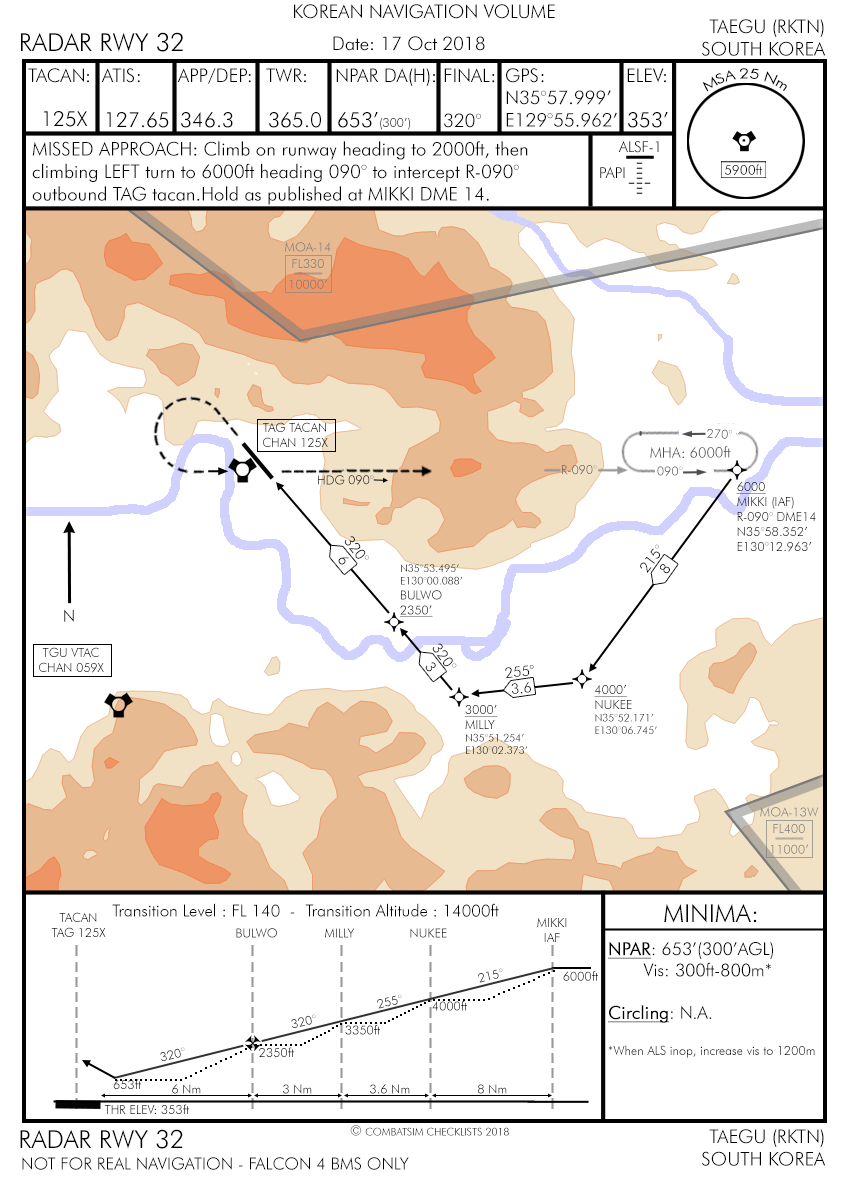 KOREAN NAVIGATION VOLUME
RADAR RWY 32
Date: 17 Oct 2018
TAEGU (RKTN)
SOUTH KOREA
TACAN:
125X
ATIS:
127.65
APP/DEP:
346.3
TWR:
365.0
NPAR DA(H):
653'(300')
FINAL:
320°
GPS:
N35°57.999'
E129°55.962'
ELEV:
353'
MSA 25 Nm
5900ft
MISSED APPROACH: Climb on runway heading to 2000ft, then
climbing LEFT turn to 6000ft heading 090° to intercept R-090°
outbound TAG tacan.Hold as published at MIKKI DME 14.
ALSF-1
PAPI
MOA-14
FL330
10000'
TAG TACAN
CHAN 125X
HDG 090°
R-090°
270°
MHA: 6000ft
090°
6000
MIKKI (IAF)
R-090° DME14
N35°58.352'
E130°12.963'
320°
6
N35°53.495'
E130°00.088'
BULWO
2350'
215°
8
N
TGU VTAC
CHAN 059X
320°
3
255°
3.6
4000'
NUKEE
N35°52.171'
E130°06.745'
3000'
MILLY
N35°51.254'
E130°02.373'
MOA-13W
FL400
11000'
Transition Level : FL 140 - Transition Altitude : 14000ft
TACAN
TAG 125X
BULWO
MILLY
NUKEE
MIKKI
IAF
6000ft
215°
255°
4000ft
320°
3350ft
320°
2350ft
653ft
6 Nm
3 Nm
3.6 Nm
8 Nm
THR ELEV: 353ft
MINIMA:
NPAR: 653'(300'AGL)
Vis: 300ft-800m*
Circling: N.A.
*When ALS inop, increase vis to 1200m
© COMBATSIM CHECKLISTS 2018
RADAR RWY 32
NOT FOR REAL NAVIGATION - FALCON 4 BMS ONLY
TAEGU (RKTN)
SOUTH KOREA